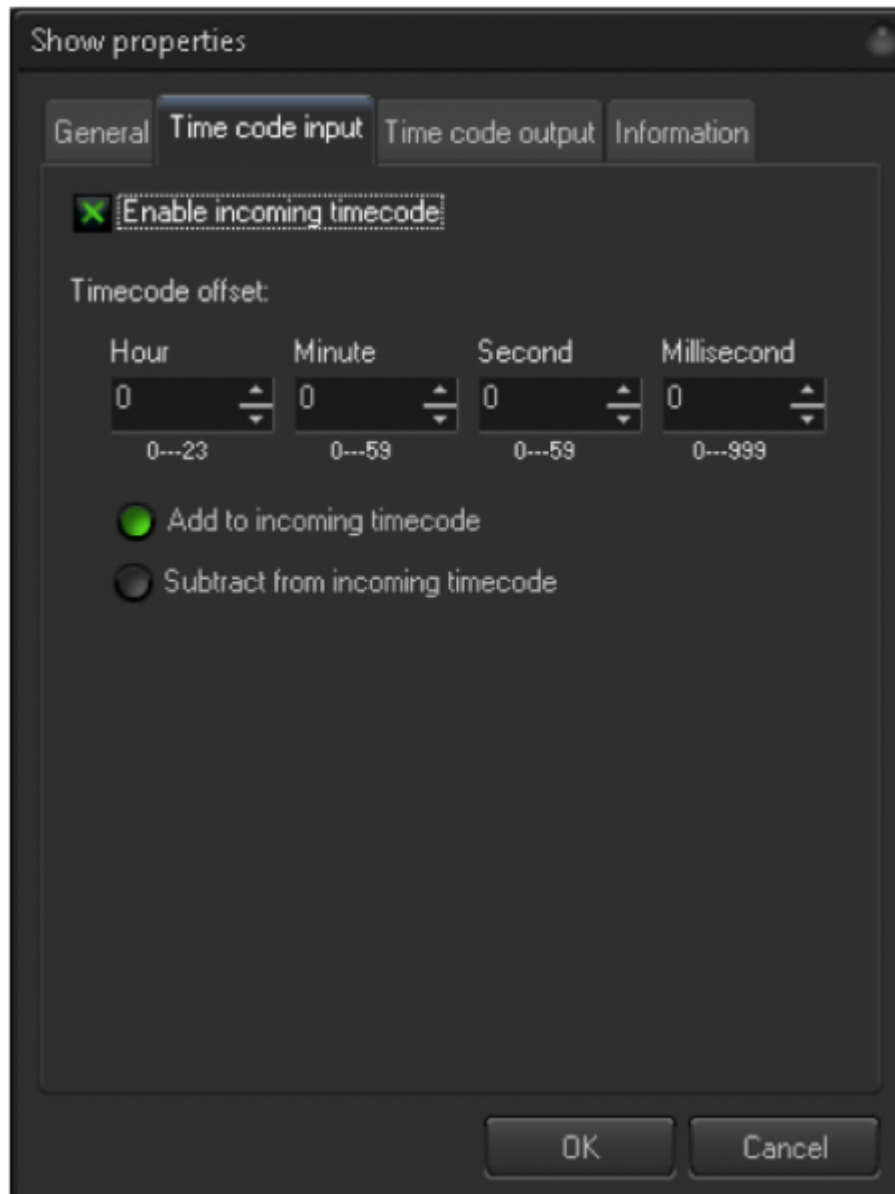 Show properties
General Time code input Time code output Information
Enable incoming timecode
Timecode offset:
Hour Minute Second Millisecond
0 0 0 0
0---23 0---59 0---59 0---999
Add to incoming timecode
Subtract from incoming timecode
OK Cancel